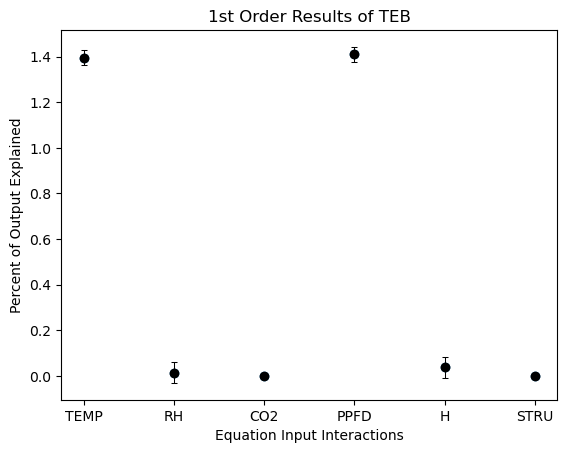 1st Order Results of TEB
Percent of Output Explained
1.4
1.2
1.0
0.8
0.6
0.4
0.2
0.0
TEMP RH CO2 PPFD H STRU
Equation Input Interactions